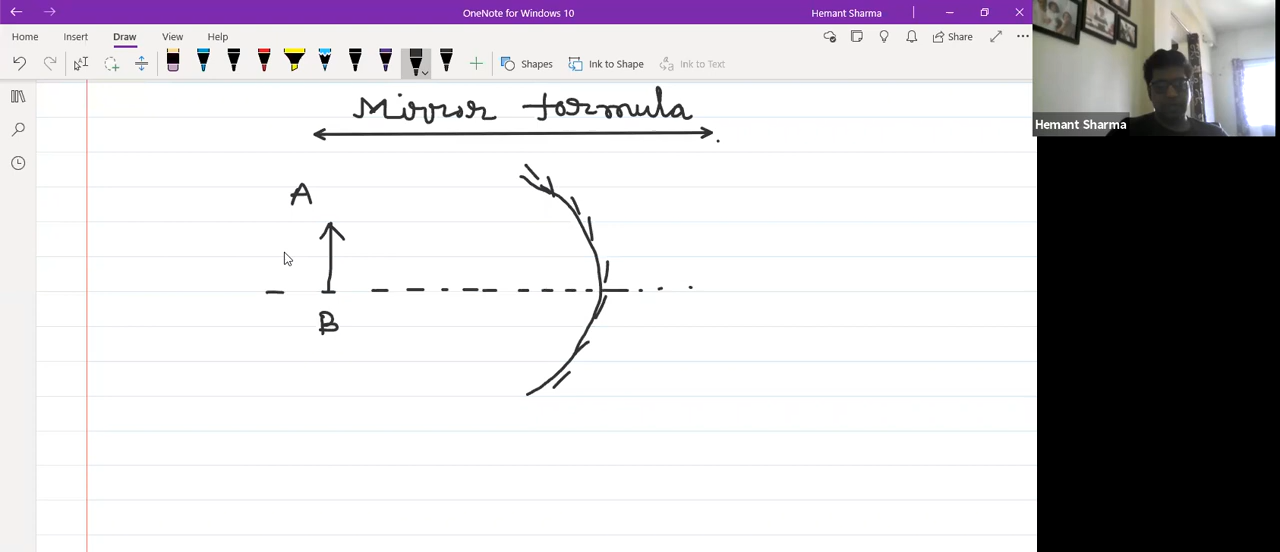 OneNote for Windows 10
Hemant Sharma
Home Insert Draw View Help
Share
Shapes Ink to Shape Ink to Text
Hemant Sharma
Mirror formula
A
B